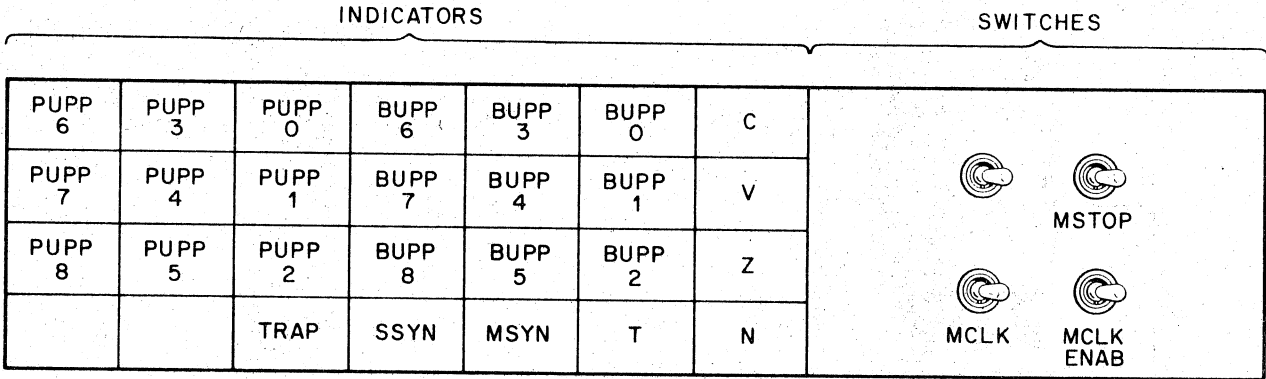 INDICATORS
SWITCHES
PUPP PUPP PUPP BUPP BUPP BUPP C
6 3 0 6 3 0
PUPP PUPP PUPP BUPP BUPP BUPP V
7 4 1 7 4 1
MSTOP
PUPP PUPP PUPP BUPP BUPP BUPP Z
8 5 2 8 5 2
TRAP SSYN MSYN T N
MCLK MCLK
ENAB